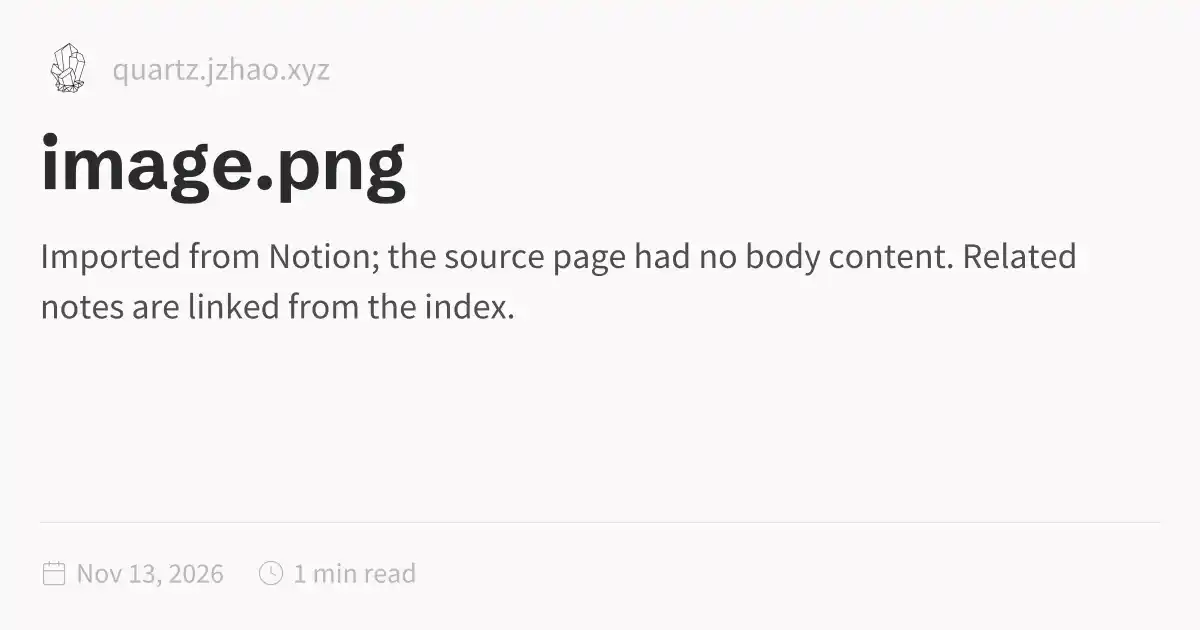 quartz.jzhao.xyz
image.png
Imported from Notion; the source page had no body content. Related
notes are linked from the index.
Nov 13, 2026 1 min read